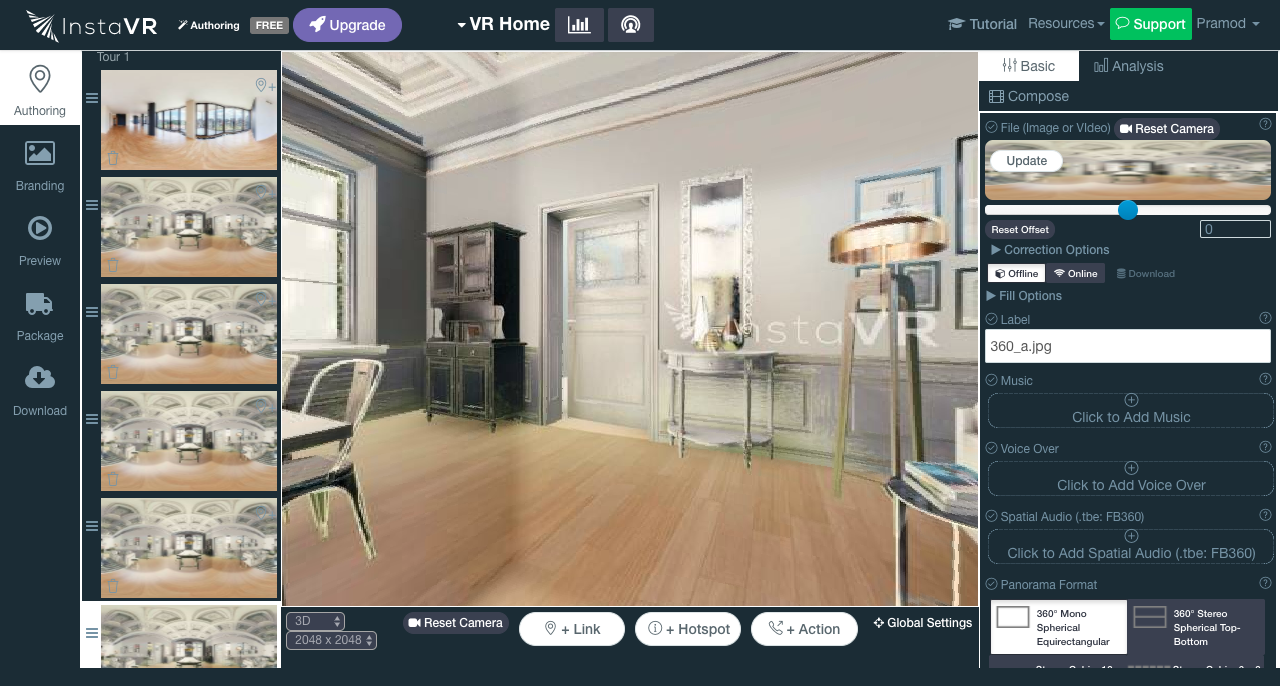 InstaVR
Authoring
FREE
Upgrade
VR Home
Tutorial
Resources
Support
Pramod
Authoring
Branding
Preview
Package
Download
Tour 1
InstaVR
3D
2048 x 2048
Reset Camera
+ Link
+ Hotspot
+ Action
Global Settings
Basic
Analysis
Compose
File (Image or VIdeo)
Reset Camera
Update
Reset Offset
0
Correction Options
Offline
Online
Download
Fill Options
Label
360_a.jpg
Music
Click to Add Music
Voice Over
Click to Add Voice Over
Spatial Audio (.tbe: FB360)
Click to Add Spatial Audio (.tbe: FB360)
Panorama Format
360° Mono
Spherical
Equirectangular
360° Stereo
Spherical Top-
Bottom